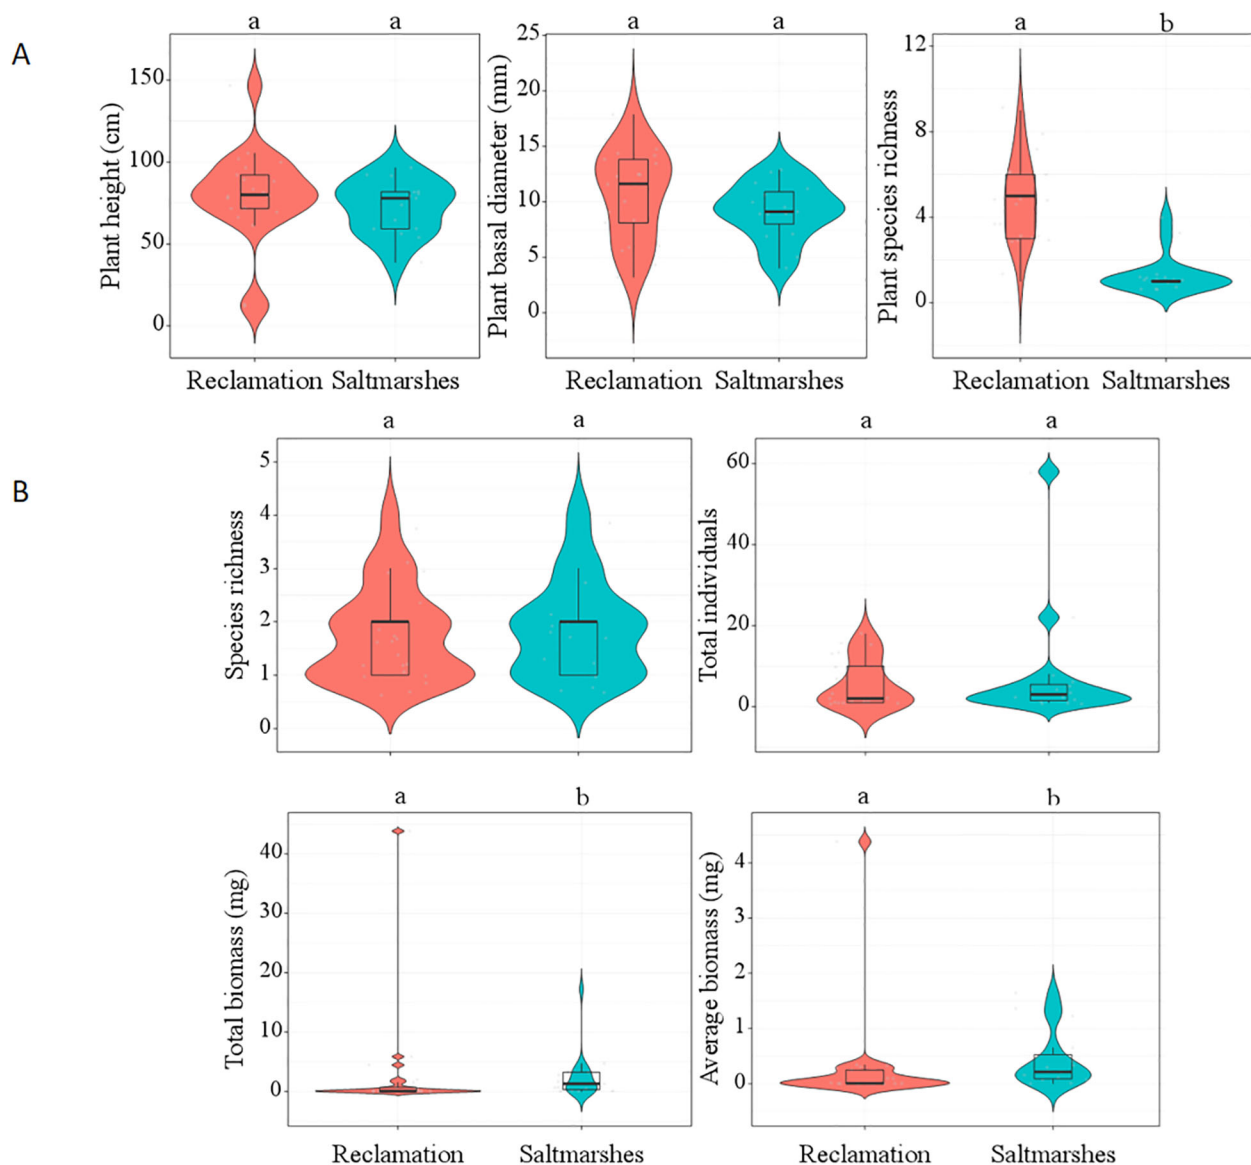 A
a a
Plant height (cm)
150
100
50
0
Reclamation Saltmarshes
a a
Plant basal diameter (mm)
25
20
15
10
5
0
Reclamation Saltmarshes
a b
Plant species richness
12
8
4
0
Reclamation Saltmarshes
B
a a
Species richness
5
4
3
2
1
0
a a
Total individuals
60
40
20
0
a b
Total biomass (mg)
40
30
20
10
0
Reclamation Saltmarshes
a b
Average biomass (mg)
4
3
2
1
0
Reclamation Saltmarshes